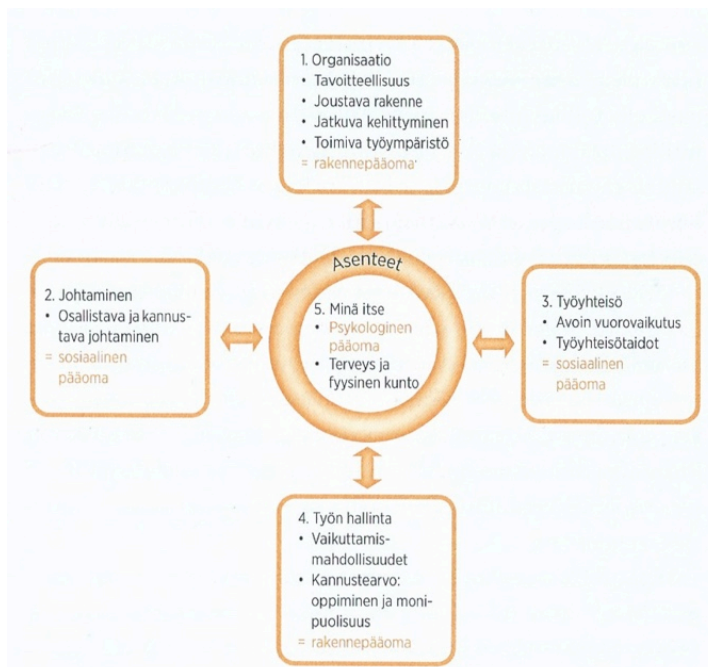 1. Organisaatio
• Tavoitteellisuus
• Joustava rakenne
• Jatkuva kehittyminen
• Toimiva työympäristö
= rakennepääoma
Asenteet
2. Johtaminen
• Osallistava ja kannus-
tava johtaminen
= sosiaalinen
pääoma
5. Minä itse
• Psykologinen
pääoma
• Terveys ja
fyysinen kunto
3. Työyhteisö
• Avoin vuorovaikutus
• Työyhteisötaidot
= sosiaalinen
pääoma
4. Työn hallinta
• Vaikuttamis-
mahdollisuudet
• Kannustearvo:
oppiminen ja moni-
puolisuus
= rakennepääoma